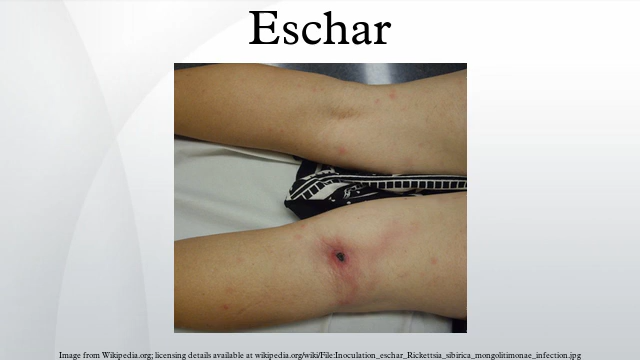 Eschar
Image from Wikipedia.org; licensing details available at wikipedia.org/wiki/File:Inoculation_eschar_Rickettsia_sibirica_mongolitimonae_infection.jpg